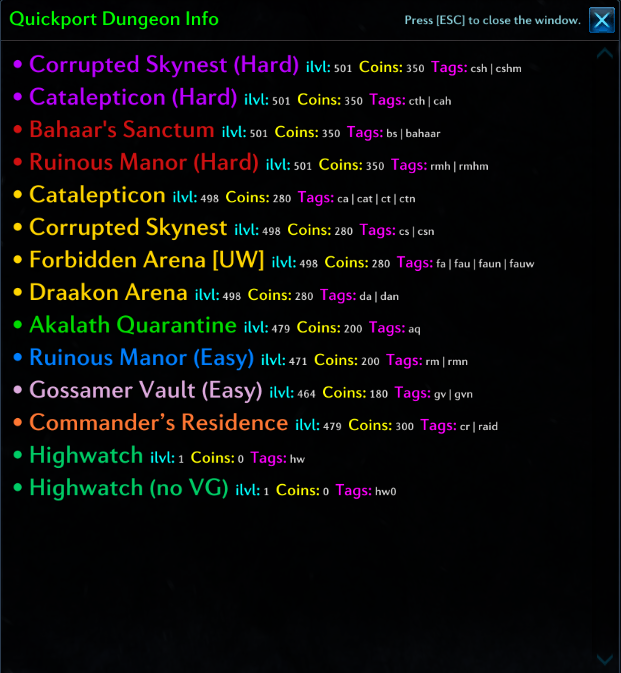 Quickport Dungeon Info Press [ESC] to close the window.
• Corrupted Skynest (Hard) ilvl: 501 Coins: 350 Tags: csh | cshm
• Catalepticon (Hard) ilvl: 501 Coins: 350 Tags: cth | cah
• Bahaar's Sanctum ilvl: 501 Coins: 350 Tags: bs | bahaar
• Ruinous Manor (Hard) ilvl: 501 Coins: 350 Tags: rmh | rmhm
• Catalepticon ilvl: 498 Coins: 280 Tags: ca | cat | ct | ctn
• Corrupted Skynest ilvl: 498 Coins: 280 Tags: cs | csn
• Forbidden Arena [UW] ilvl: 498 Coins: 280 Tags: fa | fau | faun | fauw
• Draakon Arena ilvl: 498 Coins: 280 Tags: da | dan
• Akalath Quarantine ilvl: 479 Coins: 200 Tags: aq
• Ruinous Manor (Easy) ilvl: 471 Coins: 200 Tags: rm | rmn
• Gossamer Vault (Easy) ilvl: 464 Coins: 180 Tags: gv | gvn
• Commander’s Residence ilvl: 479 Coins: 300 Tags: cr | raid
• Highwatch ilvl: 1 Coins: 0 Tags: hw
• Highwatch (no VG) ilvl: 1 Coins: 0 Tags: hw0